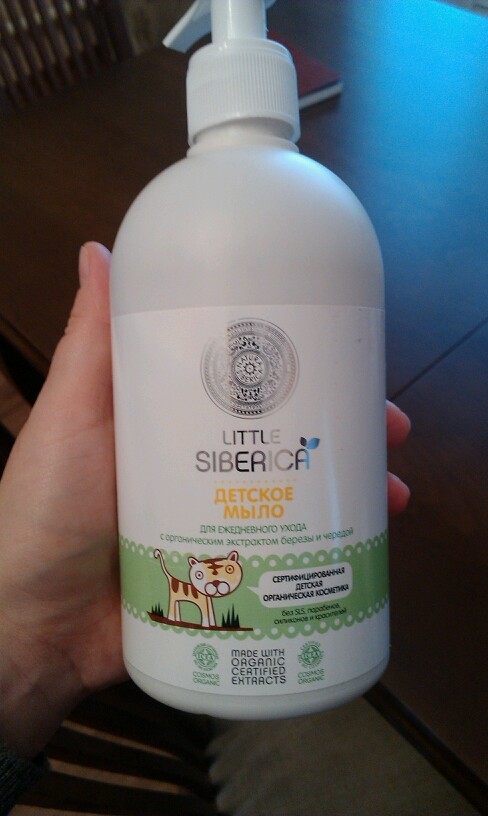 LITTLE
SIBERICA
ДЕТСКОЕ
МЫЛО
ДЛЯ ЕЖЕДНЕВНОГО УХОДА
с органическим экстрактом березы и чередой
СЕРТИФИЦИРОВАННАЯ
ДЕТСКАЯ
ОРГАНИЧЕСКАЯ КОСМЕТИКА
без SLS, парабенов,
силиконов и красителей
MADE WITH
ORGANIC
CERTIFIED
EXTRACTS
COSMOS
ORGANIC
COSMOS
ORGANIC